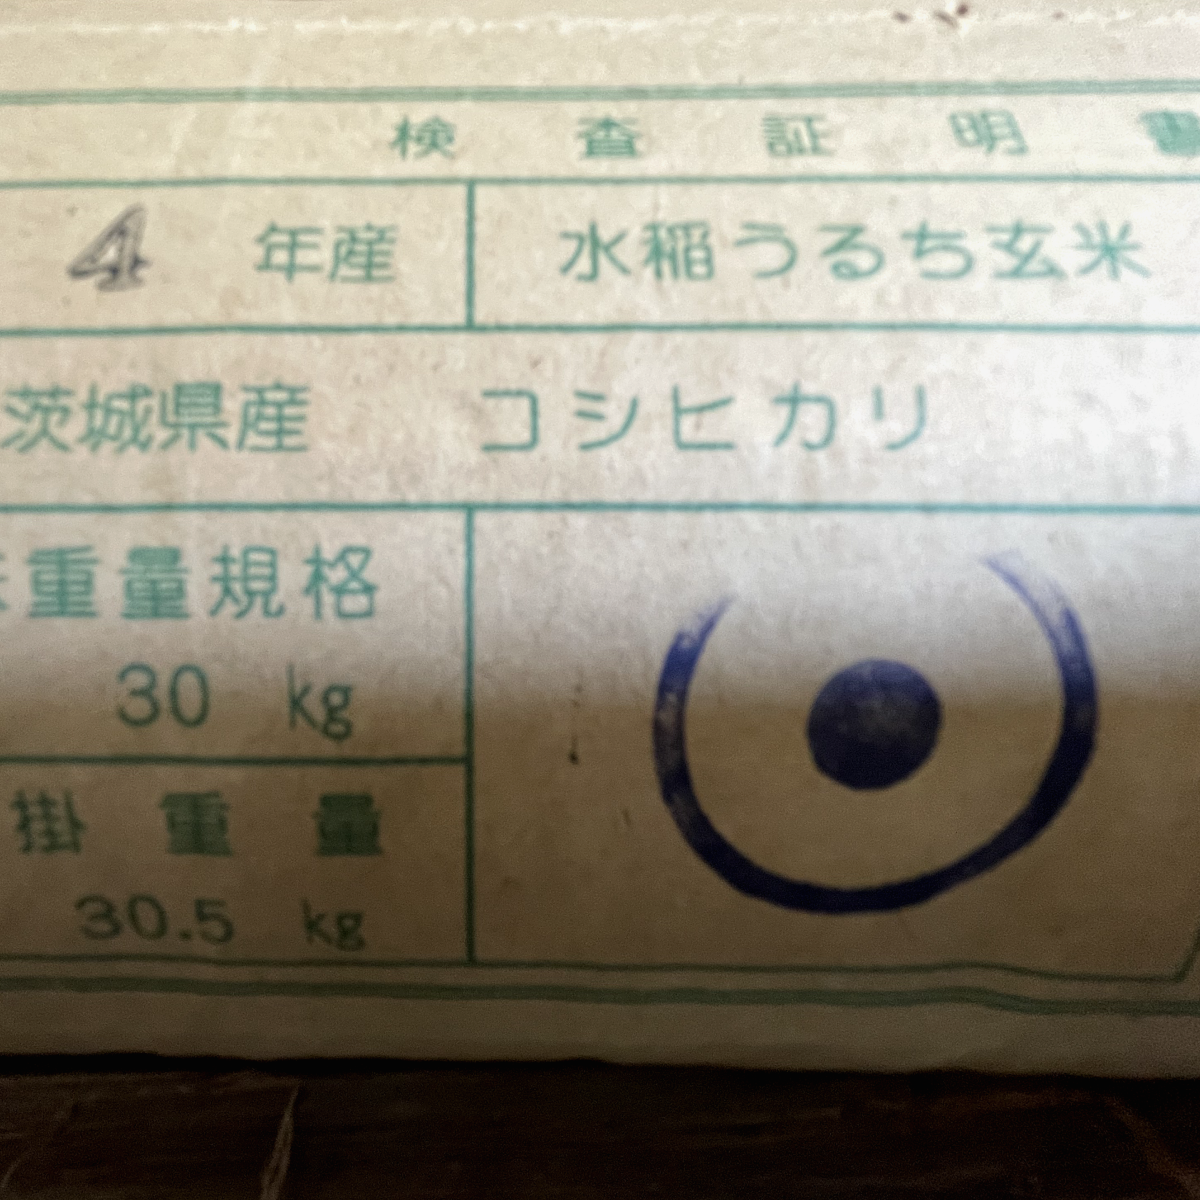 検査証明書
4 年産 水稲うるち玄米
茨城県産 コシヒカリ
重量規格
30 kg
掛重量
30.5 kg